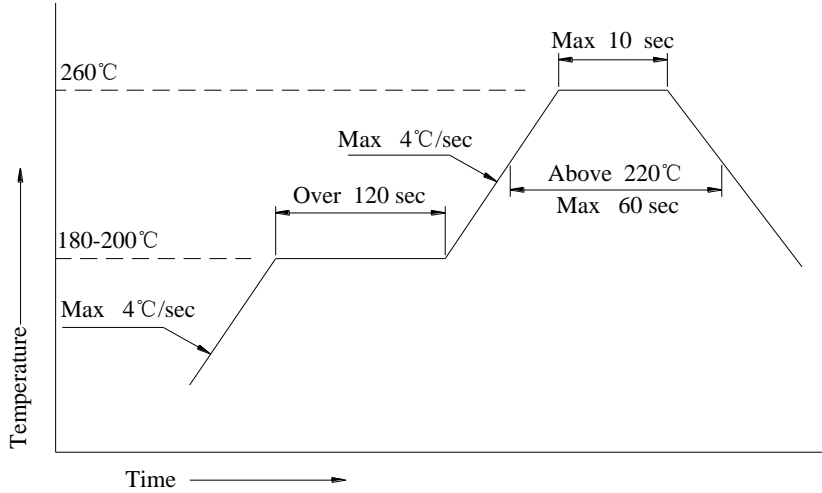 Max 10 sec
260℃
Max 4℃/sec
Above 220℃
Max 60 sec
Over 120 sec
180-200℃
Max 4℃/sec
Temperature
Time